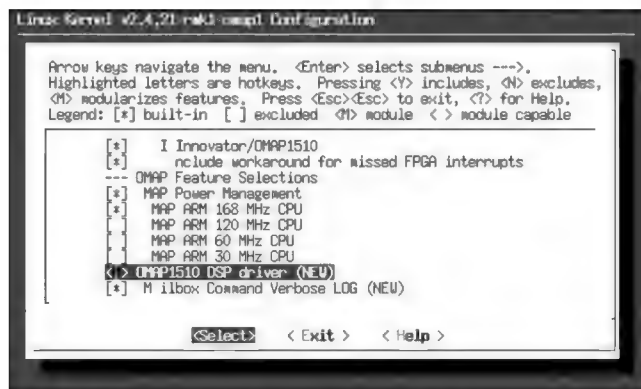 Linux Kernel v2.4.21-rmk1-omap1 Configuration
Arrow keys navigate the menu. <Enter> selects submenus --->.
Highlighted letters are hotkeys. Pressing <Y> includes, <N> excludes,
<M> modularizes features. Press <Esc><Esc> to exit, <?> for Help.
Legend: [*] built-in [ ] excluded <M> module < > module capable
[*] I Innovator/OMAP1510
[*] nclude workaround for missed FPGA interrupts
--- OMAP Feature Selections
[*] MAP Power Management
[*] MAP ARM 168 MHz CPU
[ ] MAP ARM 120 MHz CPU
[ ] MAP ARM 60 MHz CPU
[ ] MAP ARM 30 MHz CPU
< > OMAP1510 DSP driver (NEW)
[*] M ilbox Command Verbose LOG (NEW)
<Select> < Exit > < Help >